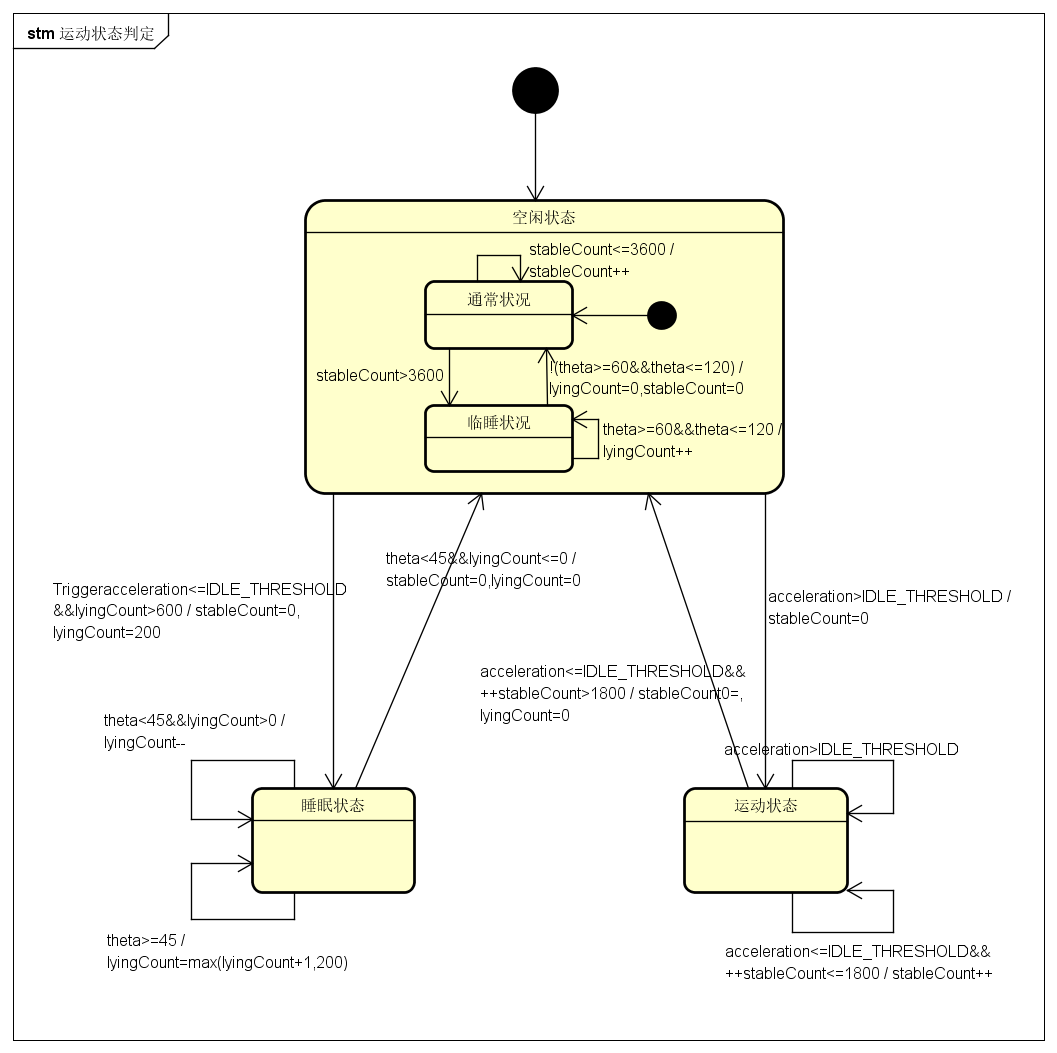 stm 运动状态判定
空闲状态
stableCount<=3600 /
stableCount++
通常状况
stableCount>3600
!(theta>=60&&theta<=120) /
lyingCount=0,stableCount=0
临睡状况
theta>=60&&theta<=120 /
lyingCount++
theta<45&&lyingCount<=0 /
stableCount=0,lyingCount=0
Triggeracceleration<=IDLE_THRESHOLD
&&lyingCount>600 / stableCount=0,
lyingCount=200
acceleration>IDLE_THRESHOLD /
stableCount=0
acceleration<=IDLE_THRESHOLD&&
++stableCount>1800 / stableCount0=,
lyingCount=0
theta<45&&lyingCount>0 /
lyingCount--
acceleration>IDLE_THRESHOLD
睡眠状态
运动状态
theta>=45 /
lyingCount=max(lyingCount+1,200)
acceleration<=IDLE_THRESHOLD&&
++stableCount<=1800 / stableCount++